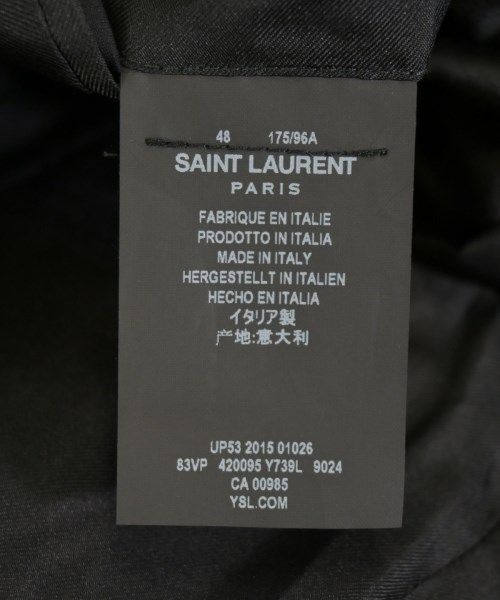 48 175/96A
SAINT LAURENT
PARIS
FABRIQUE EN ITALIE
PRODOTTO IN ITALIA
MADE IN ITALY
HERGESTELLT IN ITALIEN
HECHO EN ITALIA
イタリア製
产地:意大利
UP53 2015 01026
83VP 420095 Y739L 9024
CA 00985
YSL.COM